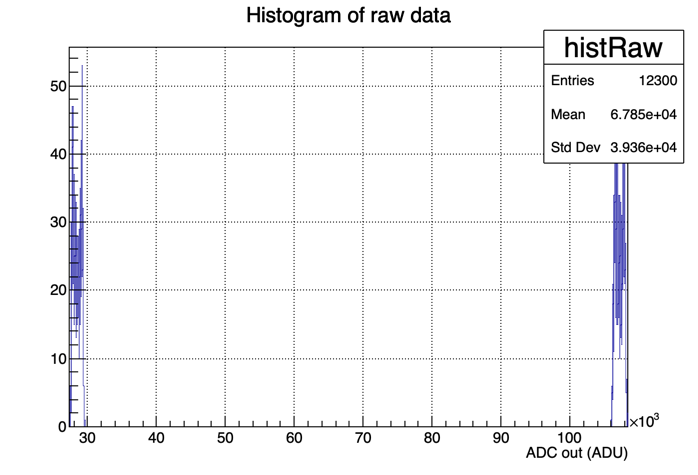 Histogram of raw data
histRaw
Entries 12300
Mean 6.785e+04
Std Dev 3.936e+04
50
40
30
20
10
0
30 40 50 60 70 80 90 100 ×10³
ADC out (ADU)